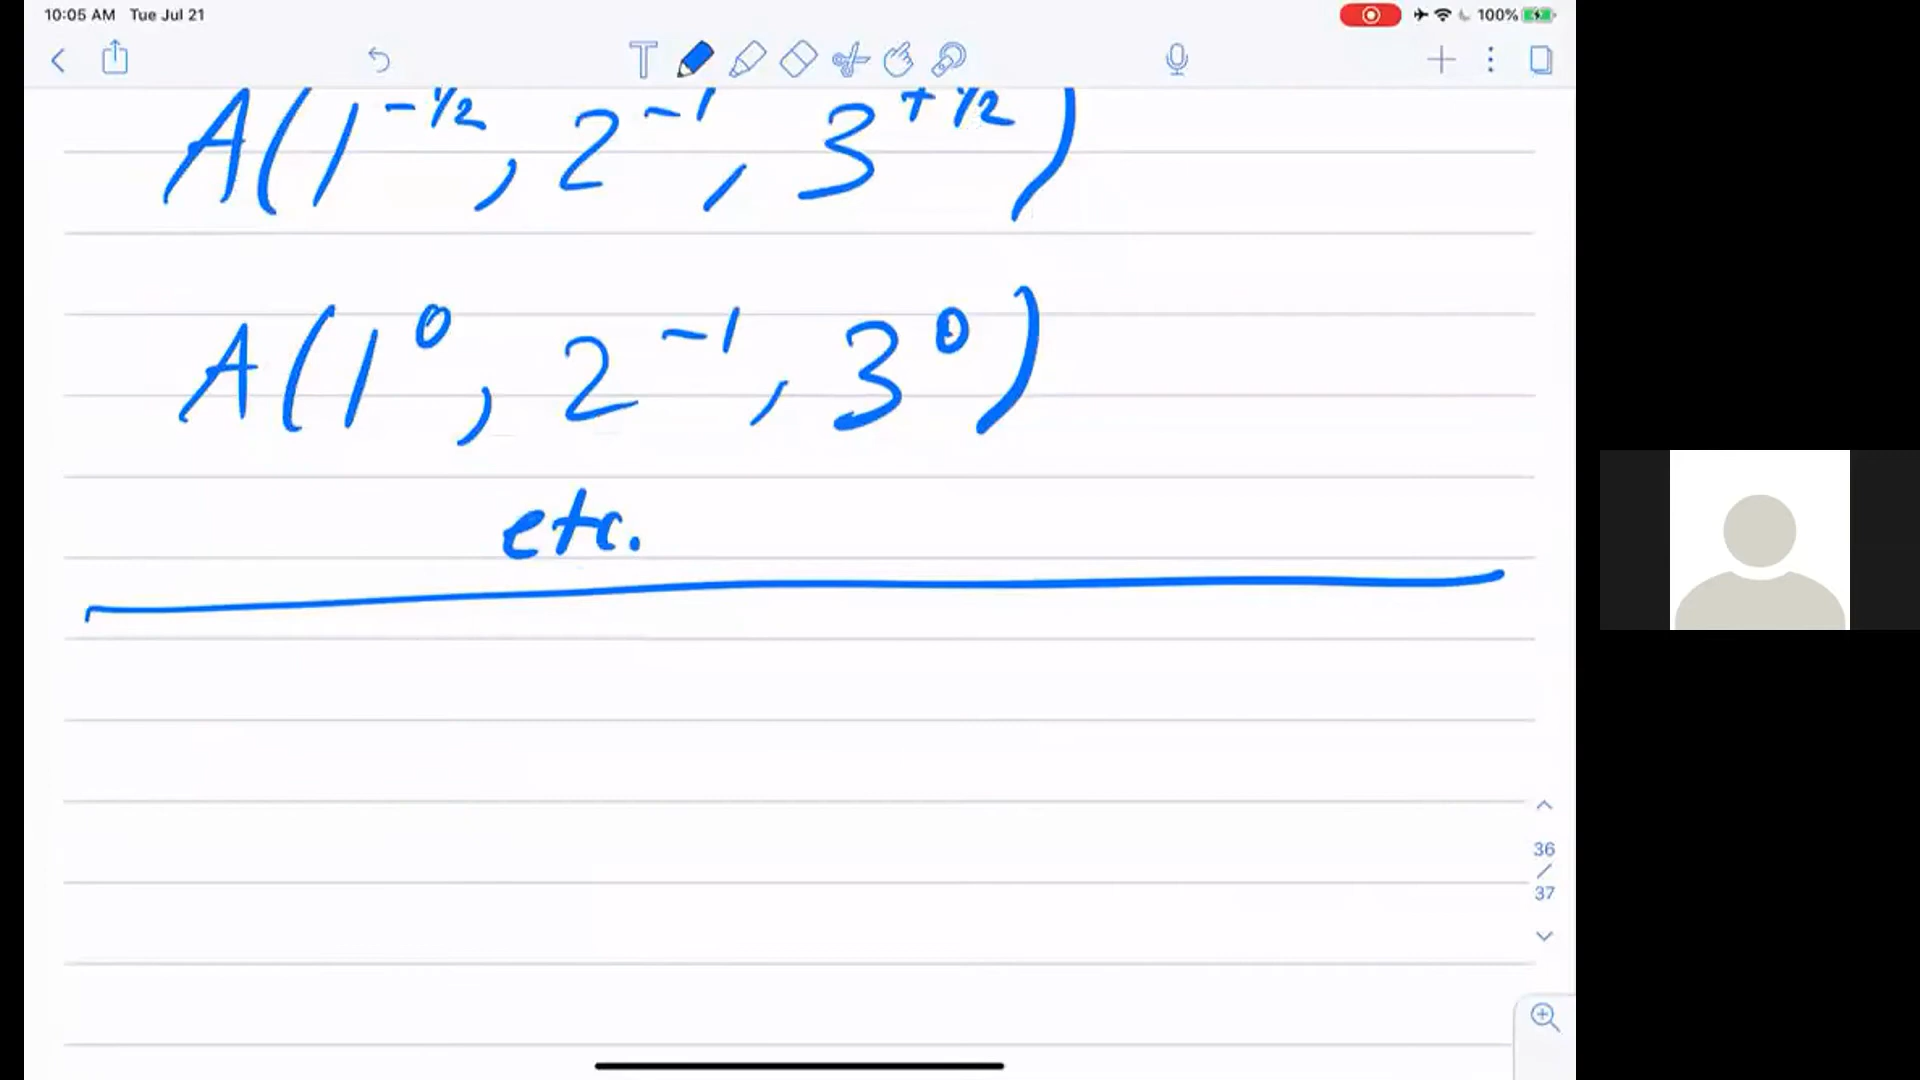 10:05 AM Tue Jul 21 100%
A(1^-1/2, 2^-1, 3^+1/2)
A(1^0, 2^-1, 3^0)
etc.
36
/
37